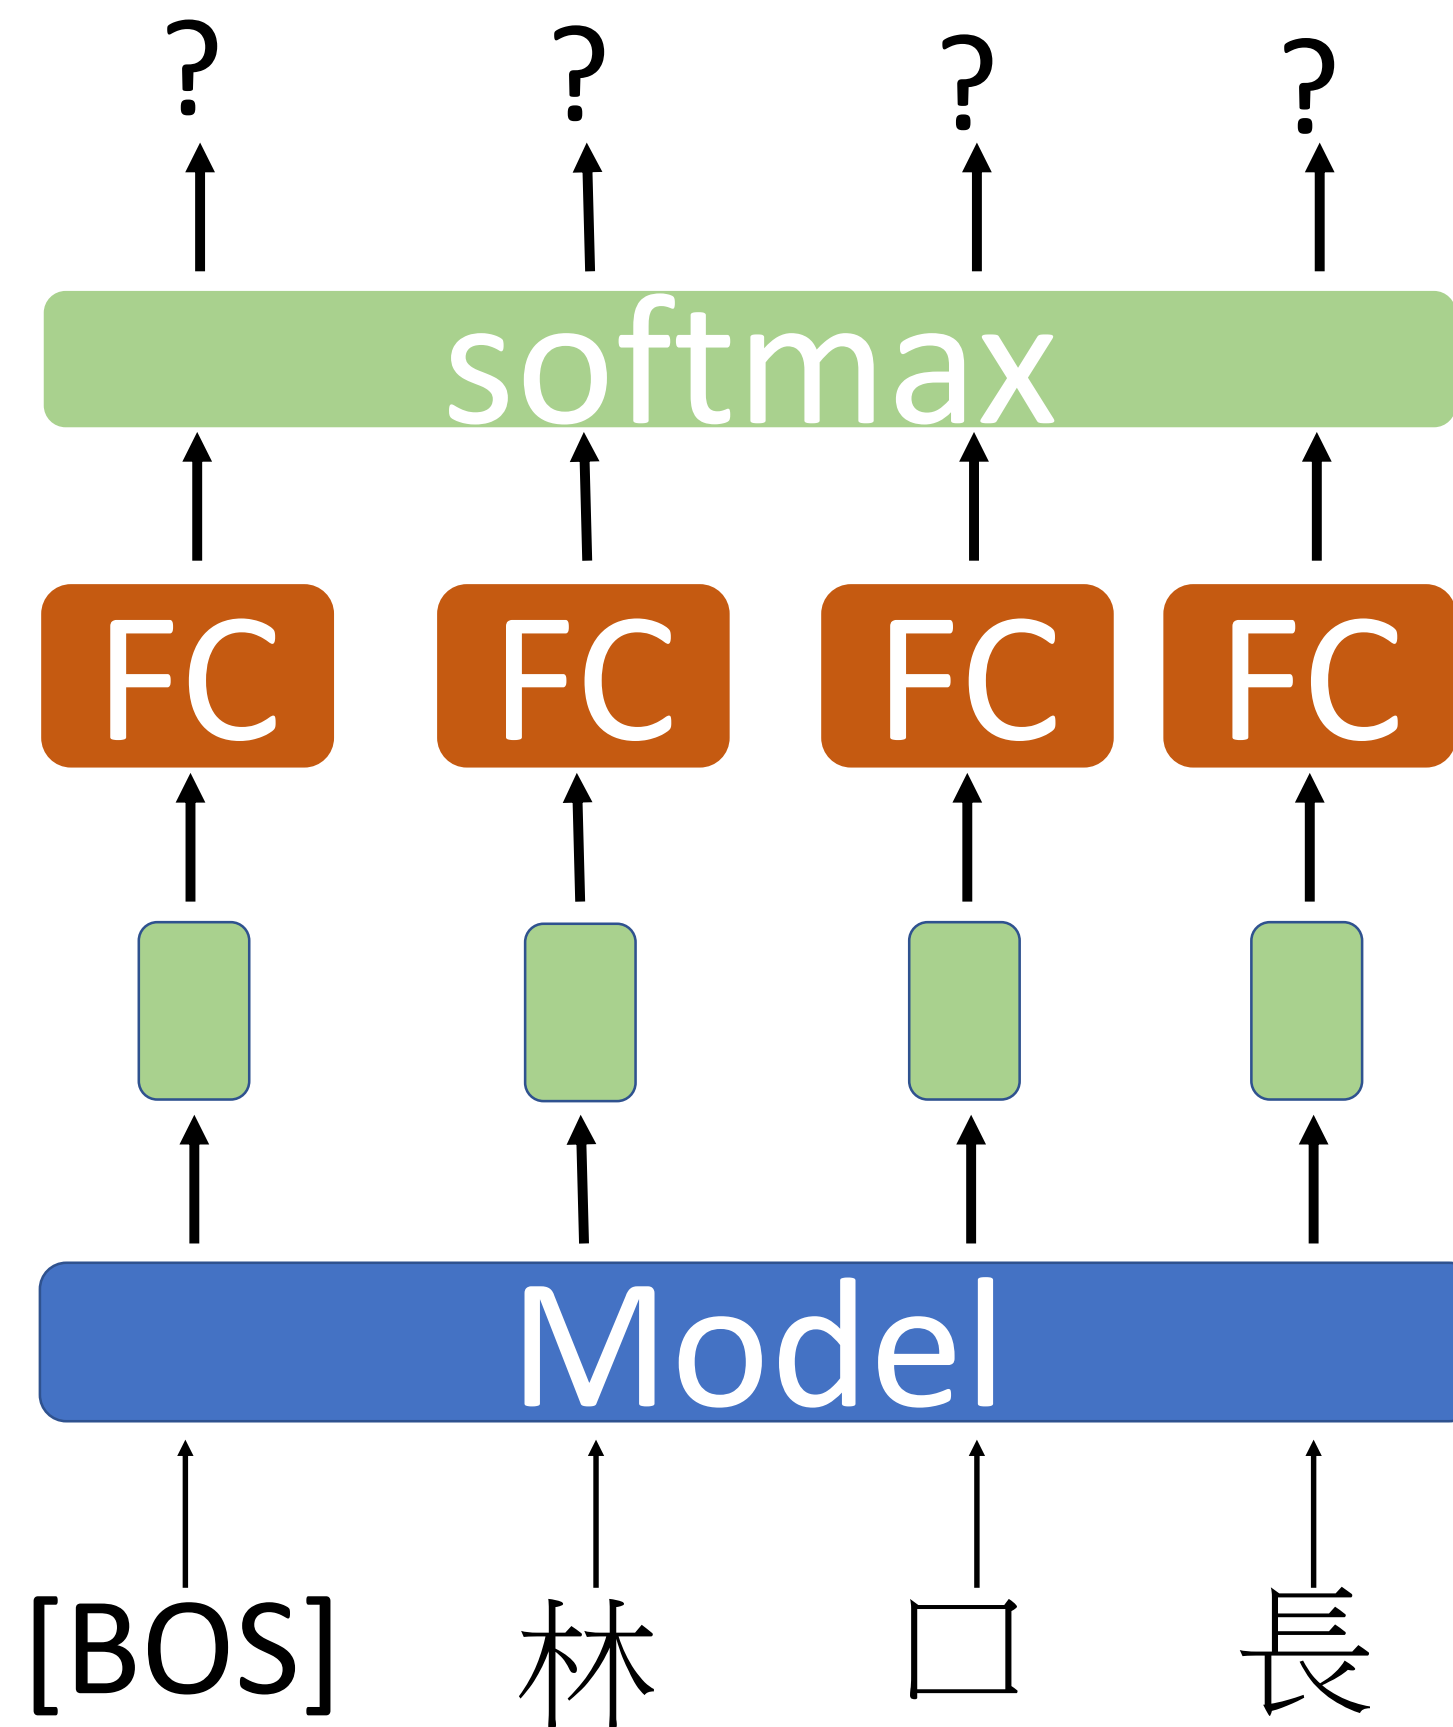 ? ? ? ?
softmax
FC FC FC FC
Model
[BOS] 林 口 長